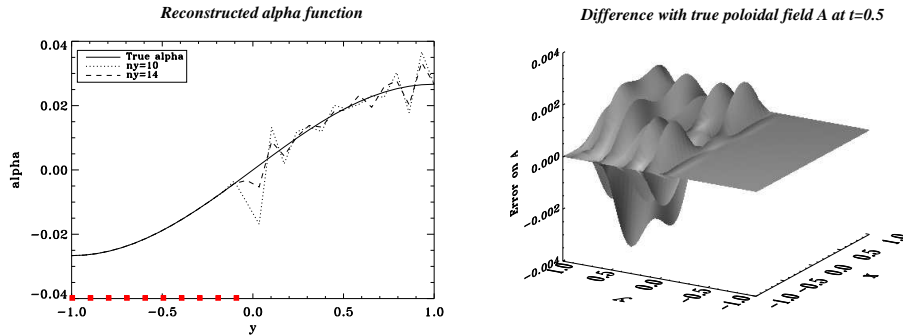 Reconstructed alpha function
True alpha
ny=10
ny=14
0.04
0.02
0.00
−0.02
−0.04
alpha
−1.0 −0.5 0.0 0.5 1.0
y
Difference with true poloidal field A at t=0.5
0.004
0.002
0.000
−0.002
−0.004
Error on A
1.0 0.5 0.0 −0.5 −1.0
−1.0 −0.5 0.0 0.5 1.0
X